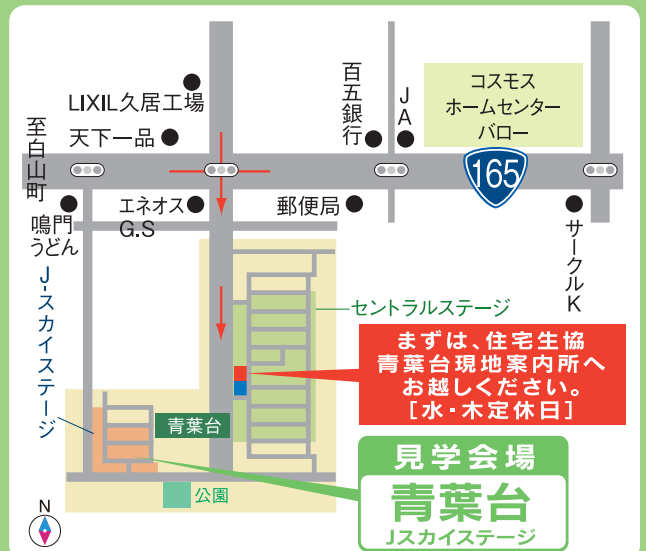 LIXIL久居工場
天下一品
至白山町
百五銀行
JA
コスモス
ホームセンター
バロー
165
鳴門
うどん
エネオス
G.S
郵便局
サークルK
J-スカイステージ
セントラルステージ
まずは、住宅生協
青葉台現地案内所へ
お越しください。
[水・木定休日]
青葉台
見学会場
青葉台
Jスカイステージ
公園
N